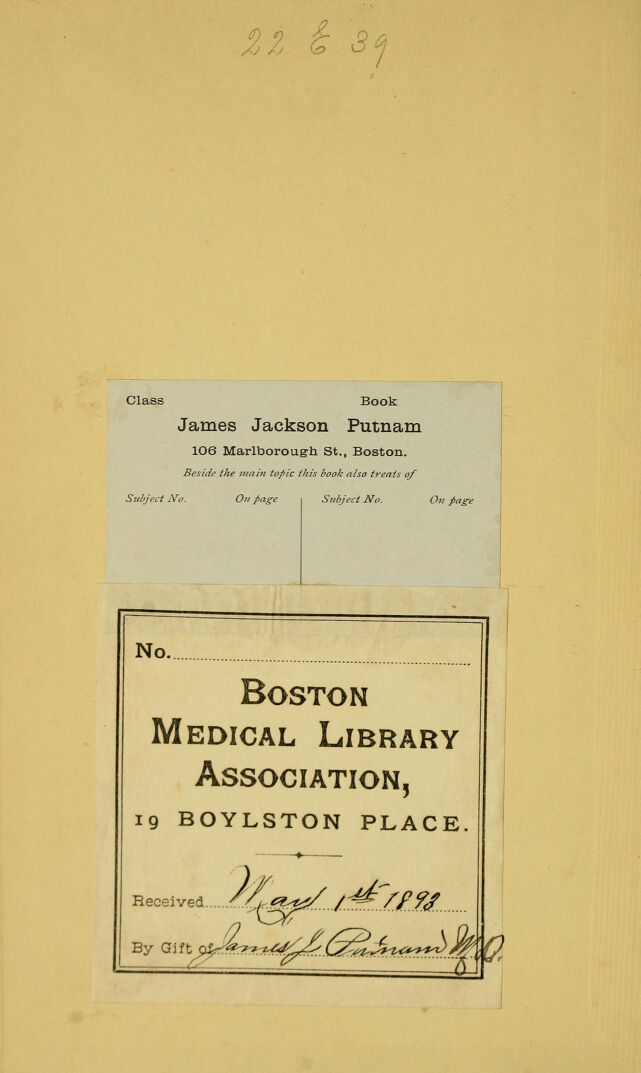 22 E 39
Class Book
James Jackson Putnam
106 Marlborough St., Boston.
Beside the main topic this book also treats of
Subject No. On page Subject No. On page
No.
BOSTON
MEDICAL LIBRARY
ASSOCIATION,
19 BOYLSTON PLACE.
Received May 1st 1893
By Gift of James J. Putnam M.D.